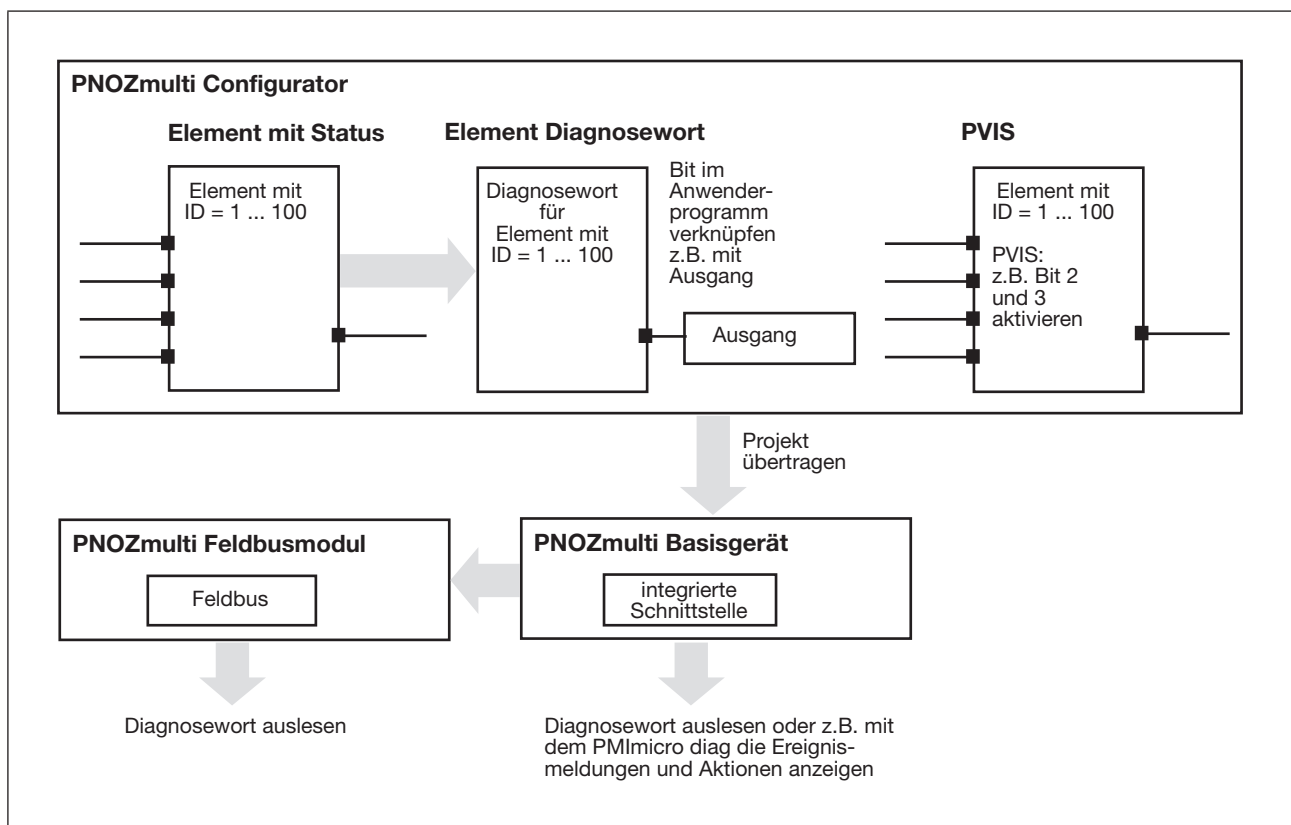 PNOZmulti Configurator
Element mit Status
Element mit
ID = 1 ... 100
Element Diagnosewort
Diagnosewort
für
Element mit
ID = 1 ... 100
Bit im
Anwender-
programm
verknüpfen
z.B. mit
Ausgang
Ausgang
PVIS
Element mit
ID = 1 ... 100
PVIS:
z.B. Bit 2
und 3
aktivieren
Projekt
übertragen
PNOZmulti Feldbusmodul
Feldbus
PNOZmulti Basisgerät
integrierte
Schnittstelle
Diagnosewort auslesen
Diagnosewort auslesen oder z.B. mit
dem PMImicro diag die Ereignis-
meldungen und Aktionen anzeigen